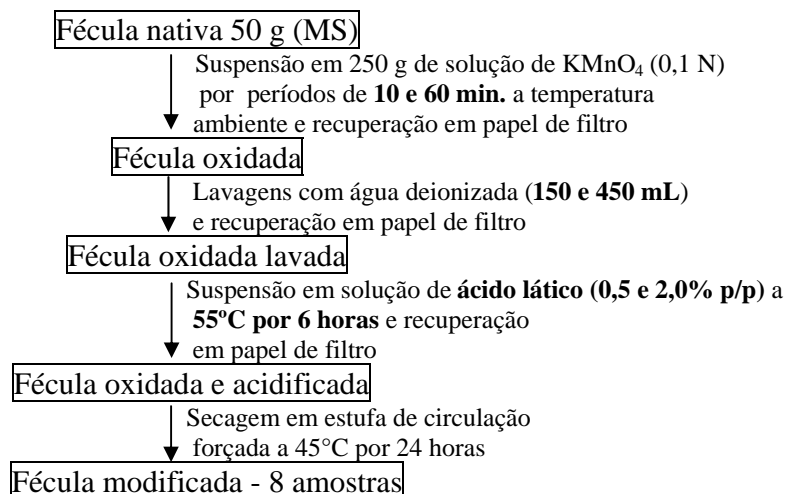 Fécula nativa 50 g (MS)
Suspensão em 250 g de solução de KMnO₄ (0,1 N)
por períodos de 10 e 60 min. a temperatura
ambiente e recuperação em papel de filtro
Fécula oxidada
Lavagens com água deionizada (150 e 450 mL)
e recuperação em papel de filtro
Fécula oxidada lavada
Suspensão em solução de ácido lático (0,5 e 2,0% p/p) a
55ºC por 6 horas e recuperação
em papel de filtro
Fécula oxidada e acidificada
Secagem em estufa de circulação
forçada a 45°C por 24 horas
Fécula modificada - 8 amostras